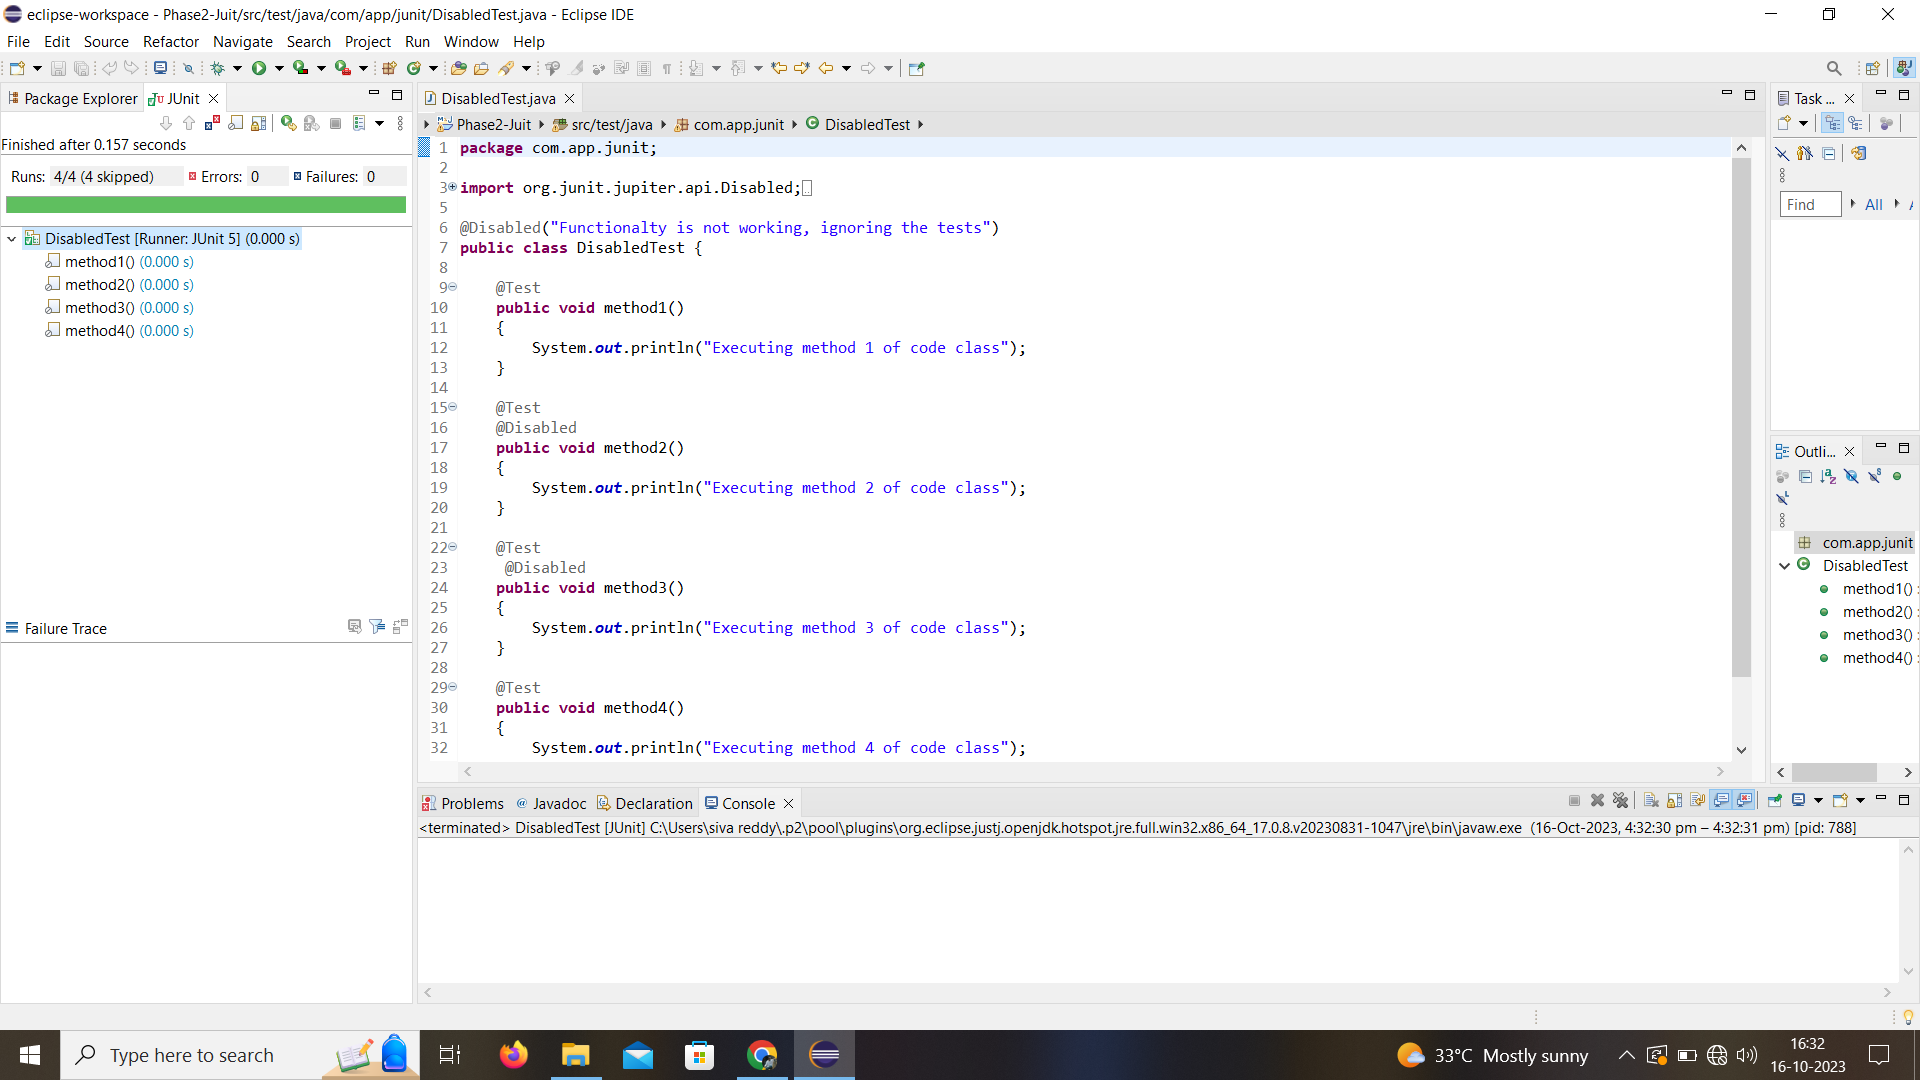 eclipse-workspace - Phase2-Juit/src/test/java/com/app/junit/DisabledTest.java - Eclipse IDE
File Edit Source Refactor Navigate Search Project Run Window Help
Package Explorer JUnit
Finished after 0.157 seconds
Runs: 4/4 (4 skipped) Errors: 0 Failures: 0
DisabledTest [Runner: JUnit 5] (0.000 s)
method1() (0.000 s)
method2() (0.000 s)
method3() (0.000 s)
method4() (0.000 s)
Failure Trace
DisabledTest.java
Phase2-Juit src/test/java com.app.junit DisabledTest
1 package com.app.junit;
2
3 import org.junit.jupiter.api.Disabled;
5
6 @Disabled("Functionalty is not working, ignoring the tests")
7 public class DisabledTest {
8
9 @Test
10 public void method1()
11 {
12 System.out.println("Executing method 1 of code class");
13 }
14
15 @Test
16 @Disabled
17 public void method2()
18 {
19 System.out.println("Executing method 2 of code class");
20 }
21
22 @Test
23 @Disabled
24 public void method3()
25 {
26 System.out.println("Executing method 3 of code class");
27 }
28
29 @Test
30 public void method4()
31 {
32 System.out.println("Executing method 4 of code class");
Problems @ Javadoc Declaration Console
<terminated> DisabledTest [JUnit] C:\Users\siva reddy\.p2\pool\plugins\org.eclipse.justj.openjdk.hotspot.jre.full.win32.x86_64_17.0.8.v20230831-1047\jre\bin\javaw.exe (16-Oct-2023, 4:32:30 pm – 4:32:31 pm) [pid: 788]
Task ...
Find All
Outli...
com.app.junit
DisabledTest
method1() :
method2() :
method3() :
method4() :
Type here to search
33°C Mostly sunny
16:32
16-10-2023